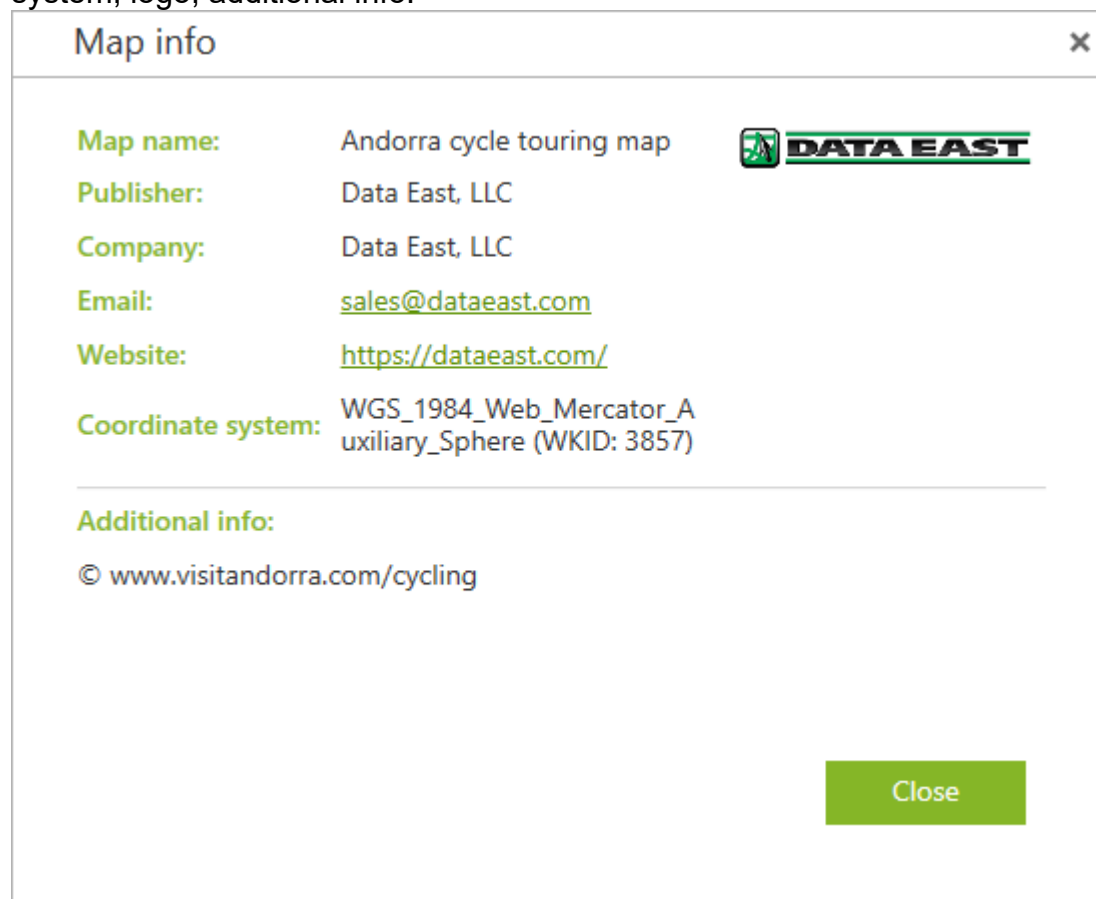 system, logo, additional info.
Map info
Map name: Andorra cycle touring map
DATA EAST
Publisher: Data East, LLC
Company: Data East, LLC
Email: sales@dataeast.com
Website: https://dataeast.com/
Coordinate system: WGS_1984_Web_Mercator_A
uxiliary_Sphere (WKID: 3857)
Additional info:
© www.visitandorra.com/cycling
Close